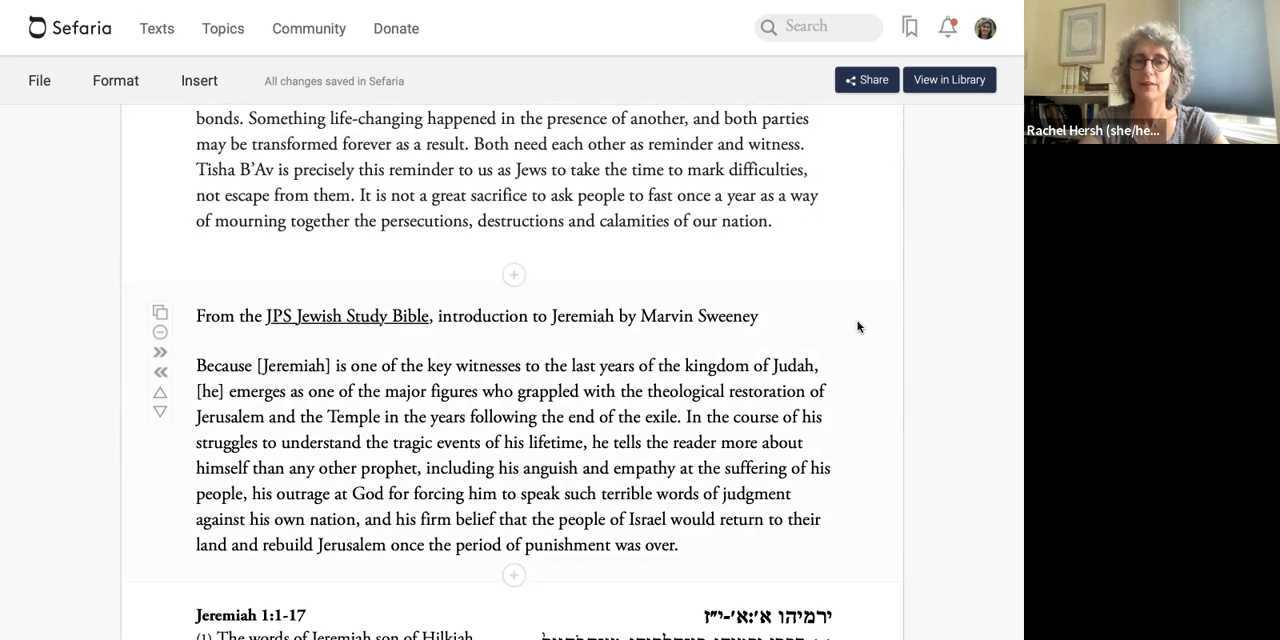 Sefaria Texts Topics Community Donate Search
File Format Insert All changes saved in Sefaria Share View in Library
Rachel Hersh (she/he...
bonds. Something life-changing happened in the presence of another, and both parties
may be transformed forever as a result. Both need each other as reminder and witness.
Tisha B’Av is precisely this reminder to us as Jews to take the time to mark difficulties,
not escape from them. It is not a great sacrifice to ask people to fast once a year as a way
of mourning together the persecutions, destructions and calamities of our nation.
From the JPS Jewish Study Bible, introduction to Jeremiah by Marvin Sweeney
Because [Jeremiah] is one of the key witnesses to the last years of the kingdom of Judah,
[he] emerges as one of the major figures who grappled with the theological restoration of
Jerusalem and the Temple in the years following the end of the exile. In the course of his
struggles to understand the tragic events of his lifetime, he tells the reader more about
himself than any other prophet, including his anguish and empathy at the suffering of his
people, his outrage at God for forcing him to speak such terrible words of judgment
against his own nation, and his firm belief that the people of Israel would return to their
land and rebuild Jerusalem once the period of punishment was over.
Jeremiah 1:1-17
ירמיהו א׳:א׳-י״ז
(1) The words of Jeremiah son of Hilkiah